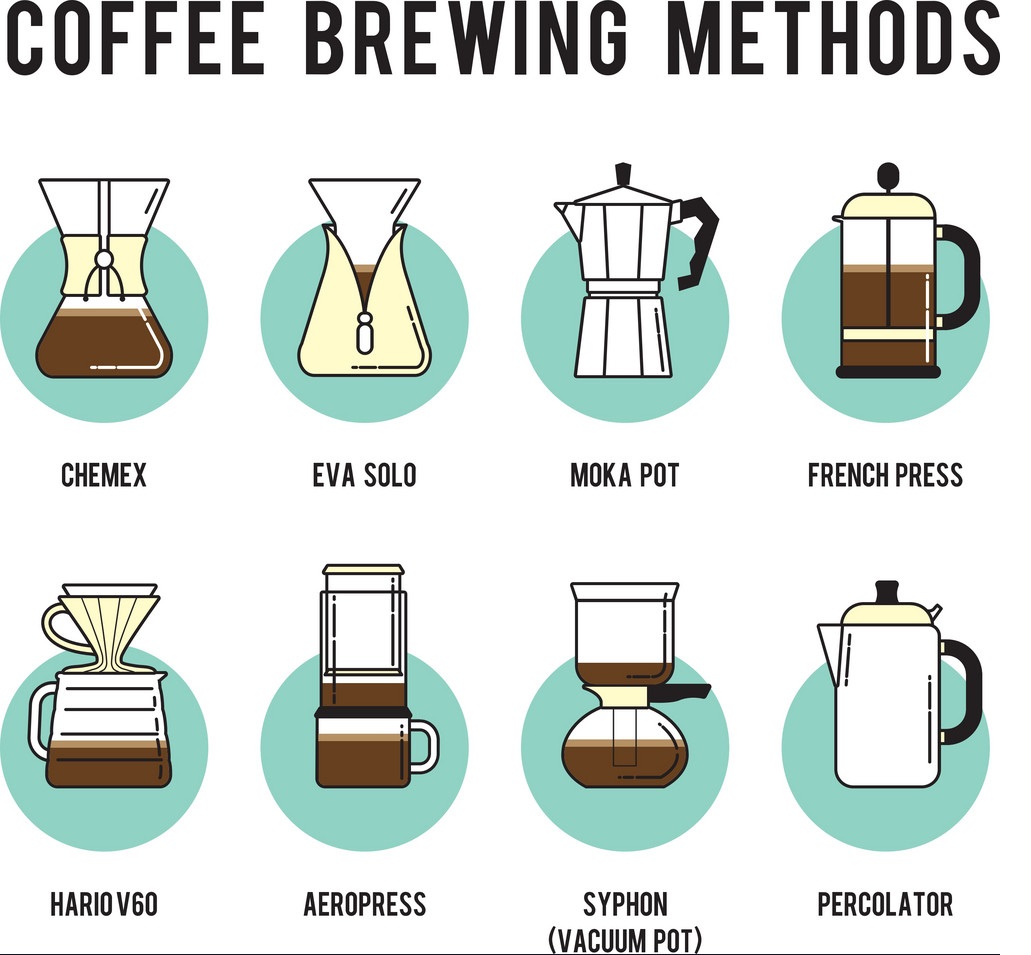 COFFEE BREWING METHODS
CHEMEX
EVA SOLO
MOKA POT
FRENCH PRESS
HARIO V60
AEROPRESS
SYPHON
(VACUUM POT)
PERCOLATOR